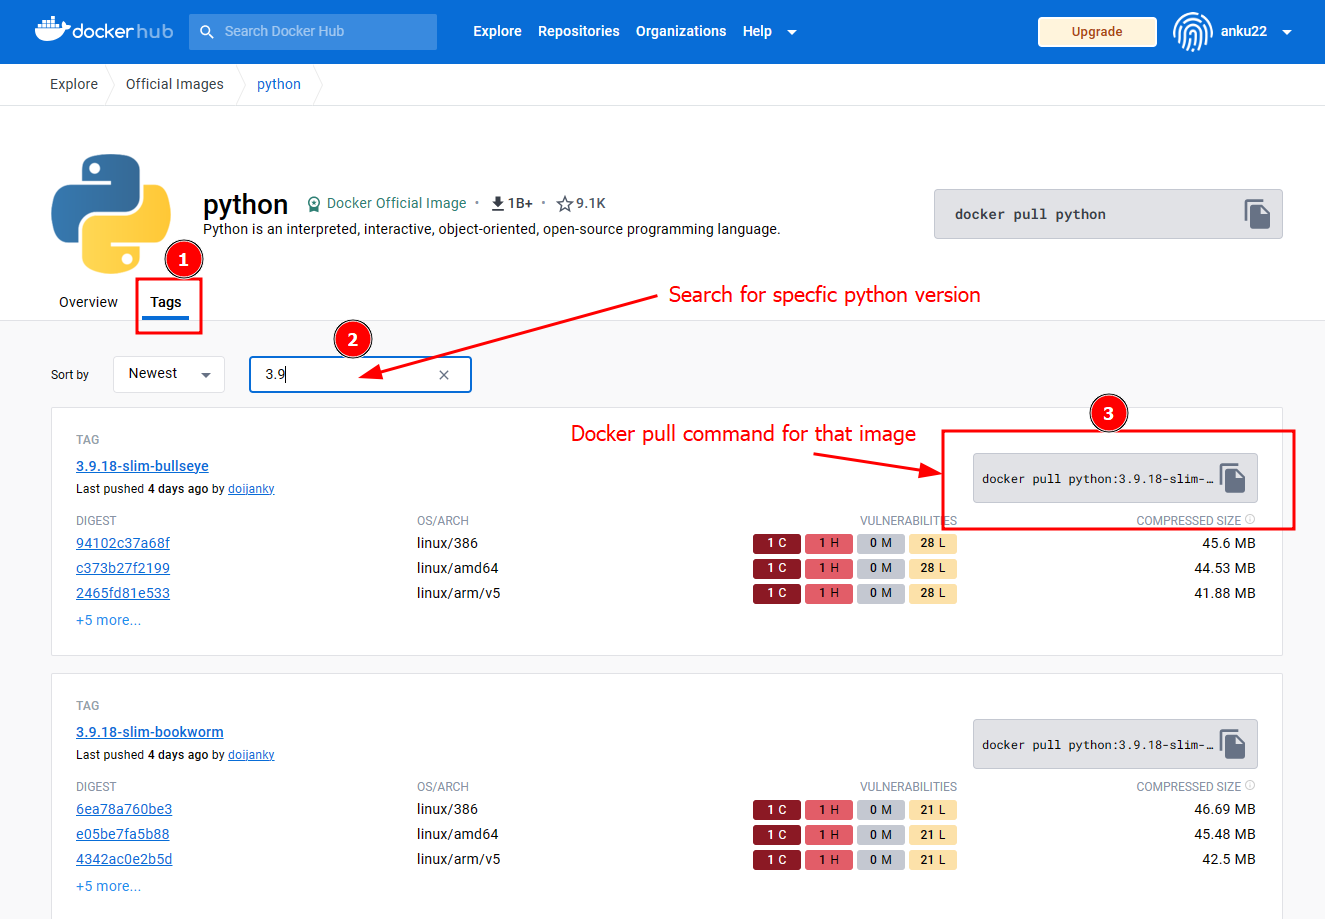 dockerhub Search Docker Hub Explore Repositories Organizations Help Upgrade anku22
Explore Official Images python
python Docker Official Image • 1B+ • 9.1K
Python is an interpreted, interactive, object-oriented, open-source programming language.
docker pull python
1
Overview Tags
Search for specfic python version
2
Sort by Newest 3.9
3
Docker pull command for that image
TAG
3.9.18-slim-bullseye
Last pushed 4 days ago by doijanky
docker pull python:3.9.18-slim-…
DIGEST OS/ARCH VULNERABILITIES COMPRESSED SIZE
94102c37a68f linux/386 1 C 1 H 0 M 28 L 45.6 MB
c373b27f2199 linux/amd64 1 C 1 H 0 M 28 L 44.53 MB
2465fd81e533 linux/arm/v5 1 C 1 H 0 M 28 L 41.88 MB
+5 more...
TAG
3.9.18-slim-bookworm
Last pushed 4 days ago by doijanky
docker pull python:3.9.18-slim-…
DIGEST OS/ARCH VULNERABILITIES COMPRESSED SIZE
6ea78a760be3 linux/386 1 C 1 H 0 M 21 L 46.69 MB
e05be7fa5b88 linux/amd64 1 C 1 H 0 M 21 L 45.48 MB
4342ac0e2b5d linux/arm/v5 1 C 1 H 0 M 21 L 42.5 MB
+5 more...